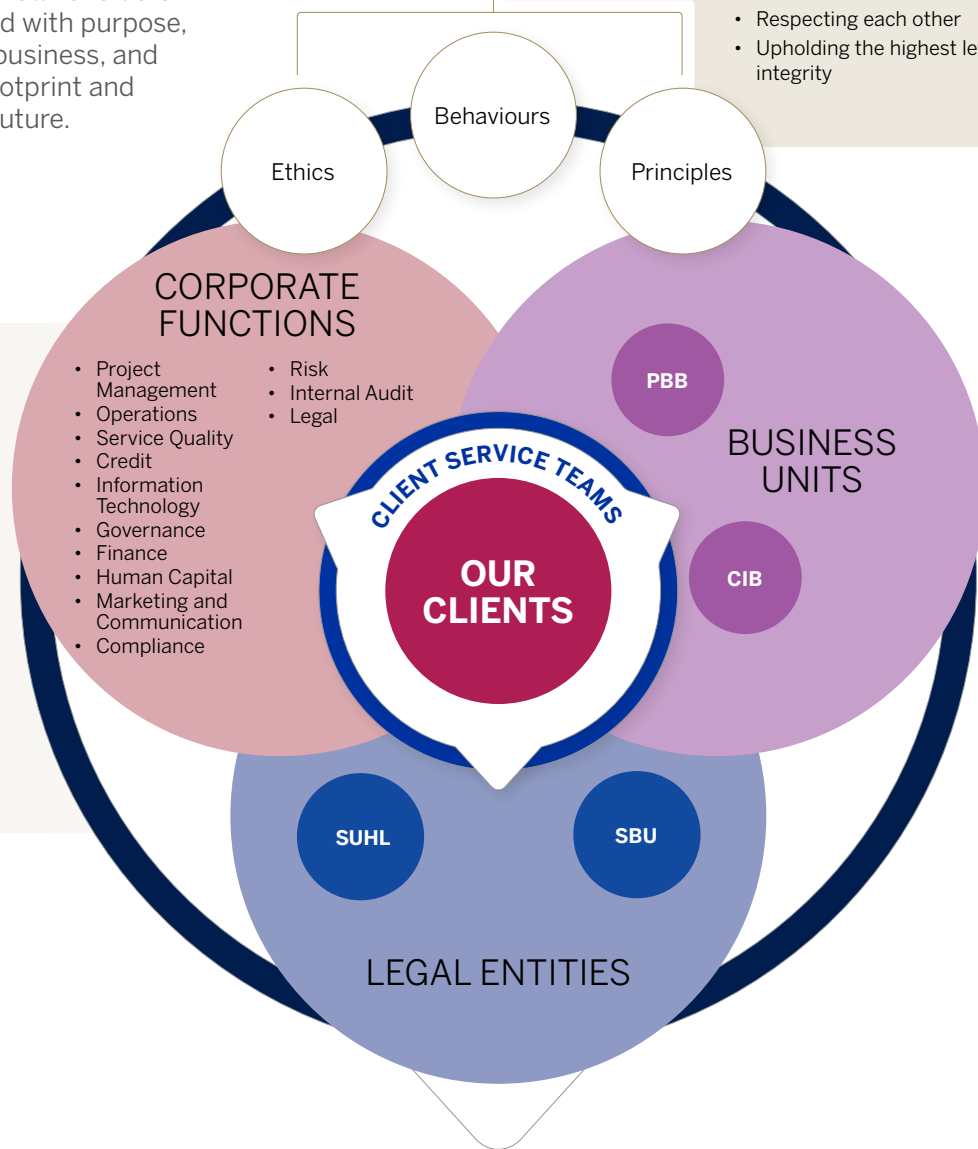 d with purpose,
business, and
otprint and
uture.
• Respecting each other
• Upholding the highest le
integrity
Behaviours
Ethics
Principles
CORPORATE
FUNCTIONS
• Project
Management
• Operations
• Service Quality
• Credit
• Information
Technology
• Governance
• Finance
• Human Capital
• Marketing and
Communication
• Compliance
• Risk
• Internal Audit
• Legal
PBB
BUSINESS
UNITS
CIB
CLIENT SERVICE TEAMS
OUR
CLIENTS
SUHL
SBU
LEGAL ENTITIES